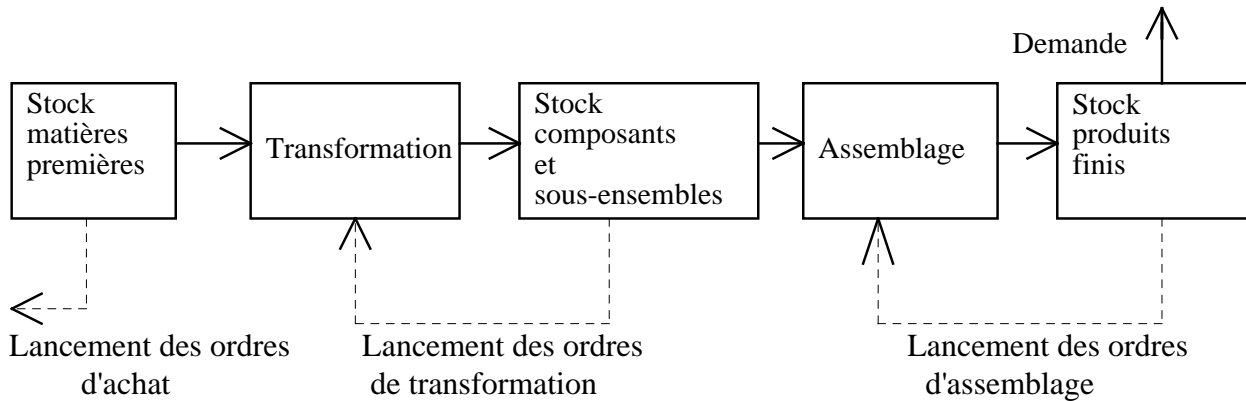 Demande
Stock
matières
premières
Transformation
Stock
composants
et
sous-ensembles
Assemblage
Stock
produits
finis
Lancement des ordres
d'achat
Lancement des ordres
de transformation
Lancement des ordres
d'assemblage